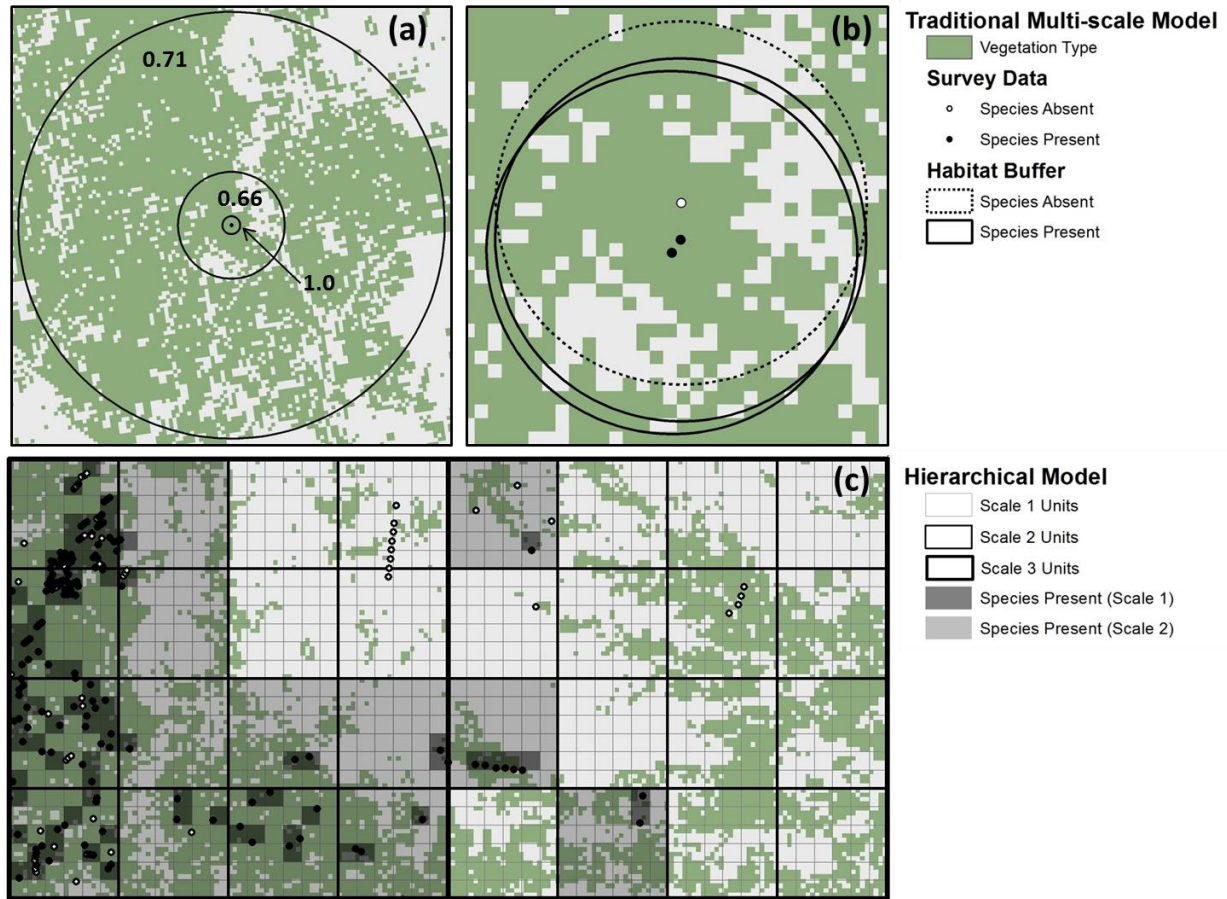 (a)
0.71
0.66
1.0
(b)
Traditional Multi-scale Model
Vegetation Type
Survey Data
Species Absent
Species Present
Habitat Buffer
Species Absent
Species Present
(c)
Hierarchical Model
Scale 1 Units
Scale 2 Units
Scale 3 Units
Species Present (Scale 1)
Species Present (Scale 2)